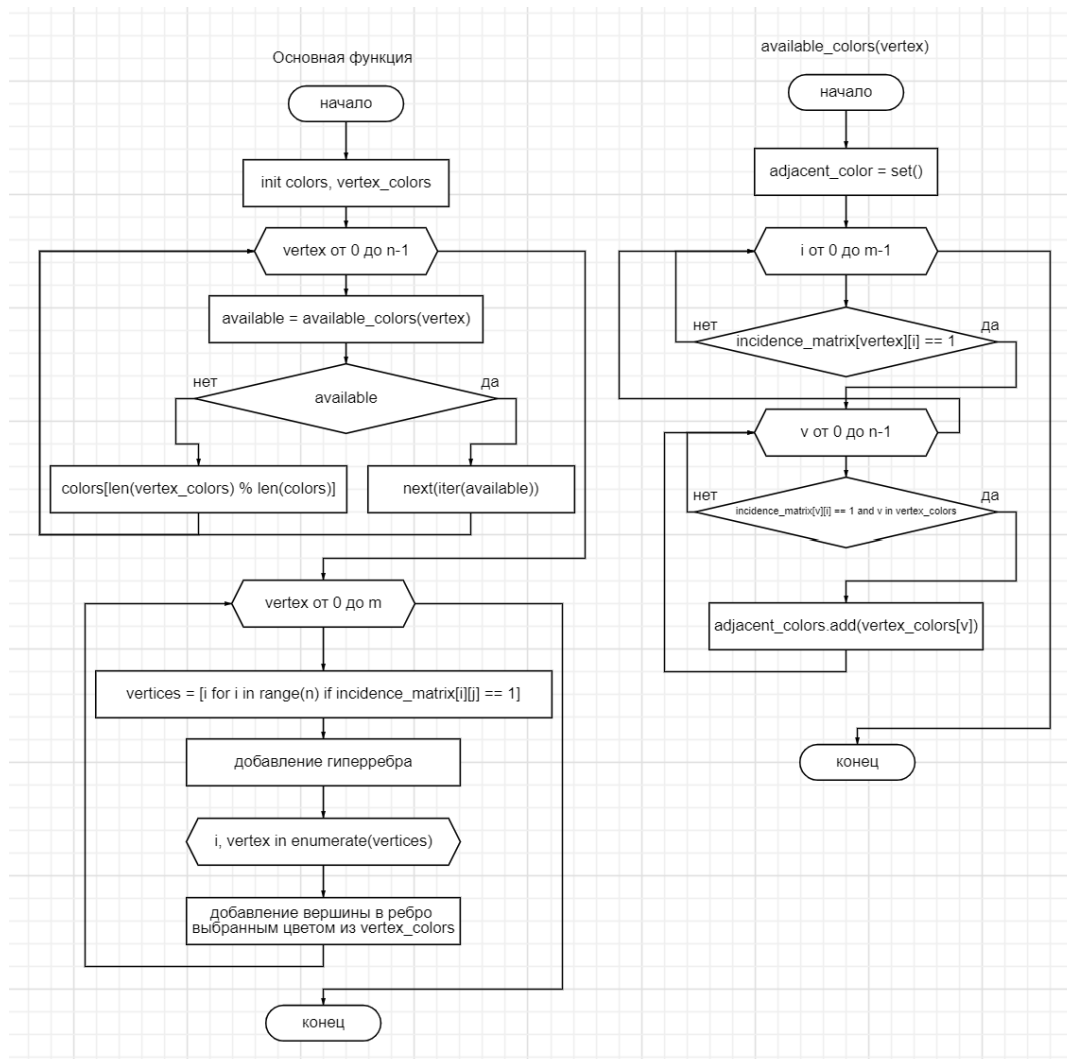 Основная функция
начало
init colors, vertex_colors
vertex от 0 до n-1
available = available_colors(vertex)
нет
да
available
colors[len(vertex_colors) % len(colors)]
next(iter(available))
vertex от 0 до m
vertices = [i for i in range(n) if incidence_matrix[i][j] == 1]
добавление гиперребра
i, vertex in enumerate(vertices)
добавление вершины в ребро
выбранным цветом из vertex_colors
конец
available_colors(vertex)
начало
adjacent_color = set()
i от 0 до m-1
нет
да
incidence_matrix[vertex][i] == 1
v от 0 до n-1
нет
да
incidence_matrix[v][i] == 1 and v in vertex_colors
adjacent_colors.add(vertex_colors[v])
конец